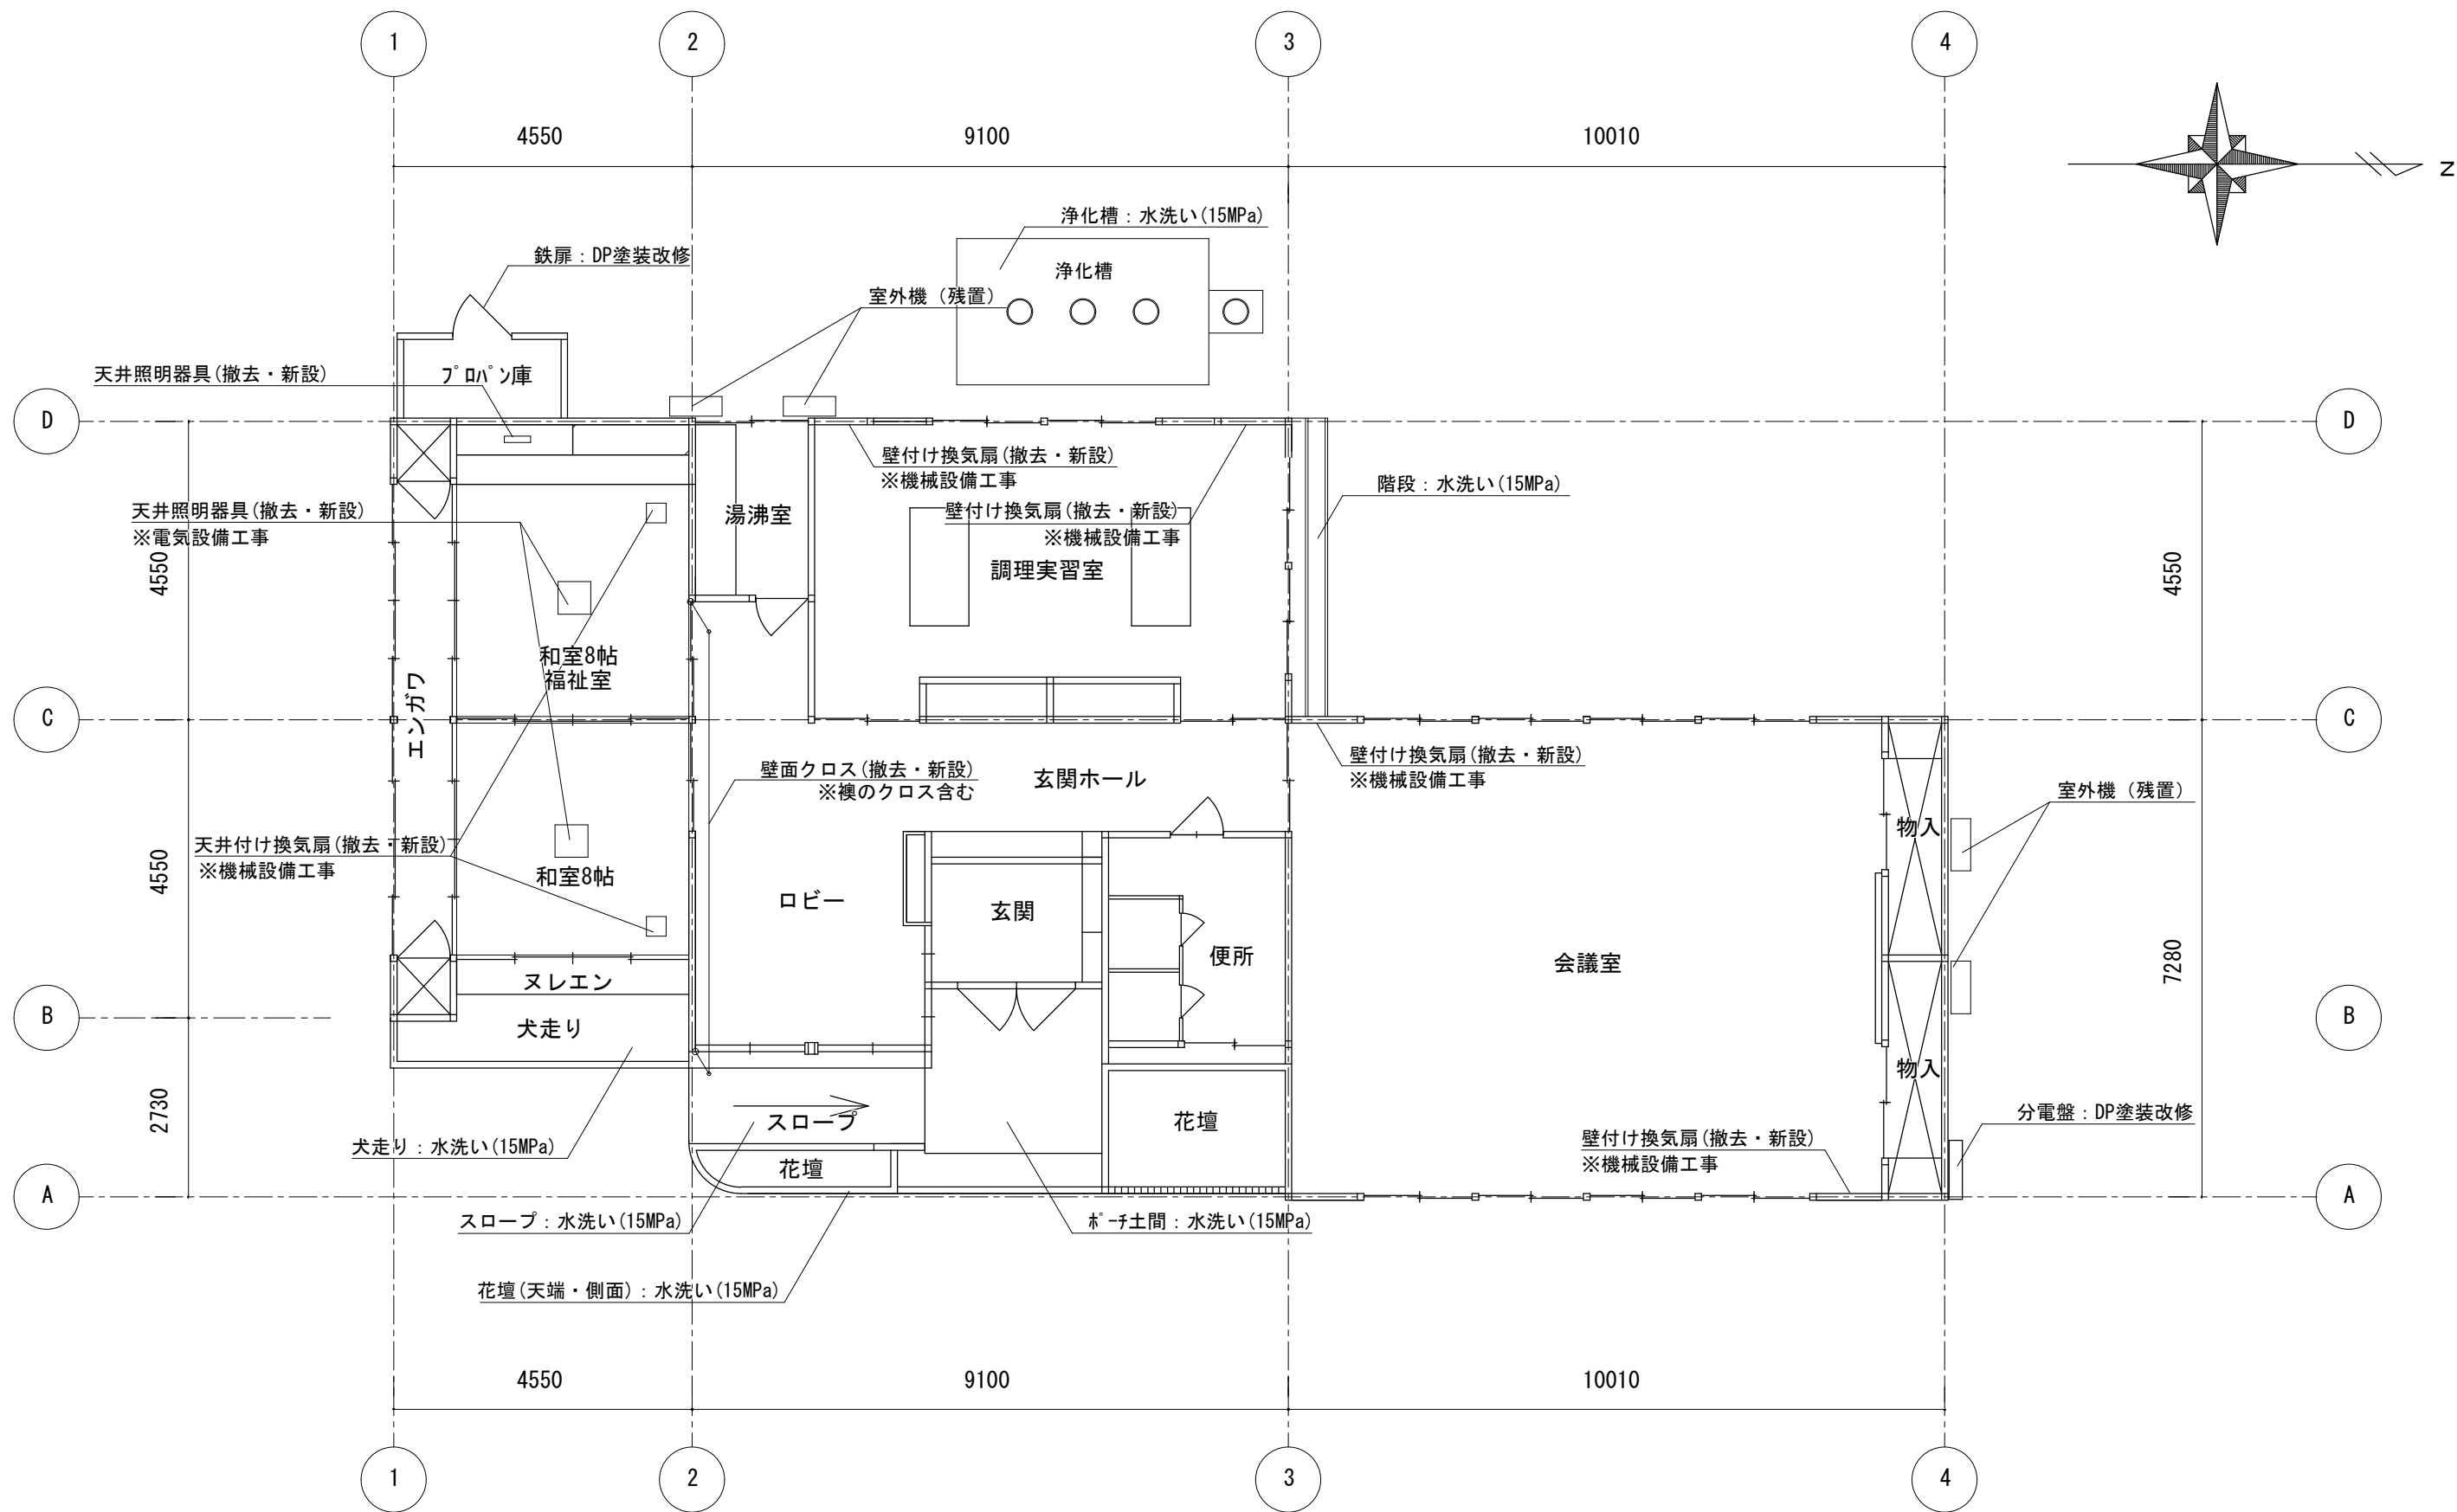 1
2
3
4
4550
9100
10010
N
浄化槽：水洗い(15MPa)
鉄扉：DP塗装改修
浄化槽
室外機（残置）
天井照明器具(撤去・新設)
ﾌﾟﾛﾊﾟﾝ庫
D
D
壁付け換気扇(撤去・新設)
※機械設備工事
階段：水洗い(15MPa)
天井照明器具(撤去・新設)
※電気設備工事
湯沸室
壁付け換気扇(撤去・新設)
※機械設備工事
4550
調理実習室
4550
和室8帖
福祉室
エンガワ
C
C
壁面クロス(撤去・新設)
※襖のクロス含む
玄関ホール
壁付け換気扇(撤去・新設)
※機械設備工事
室外機（残置）
物入
天井付け換気扇(撤去・新設)
※機械設備工事
4550
和室8帖
ロビー
玄関
便所
会議室
7280
ヌレエン
B
犬走り
B
物入
2730
スロープ
花壇
分電盤：DP塗装改修
犬走り：水洗い(15MPa)
花壇
壁付け換気扇(撤去・新設)
※機械設備工事
A
A
スロープ：水洗い(15MPa)
ﾎﾟｰﾁ土間：水洗い(15MPa)
花壇(天端・側面)：水洗い(15MPa)
4550
9100
10010
1
2
3
4